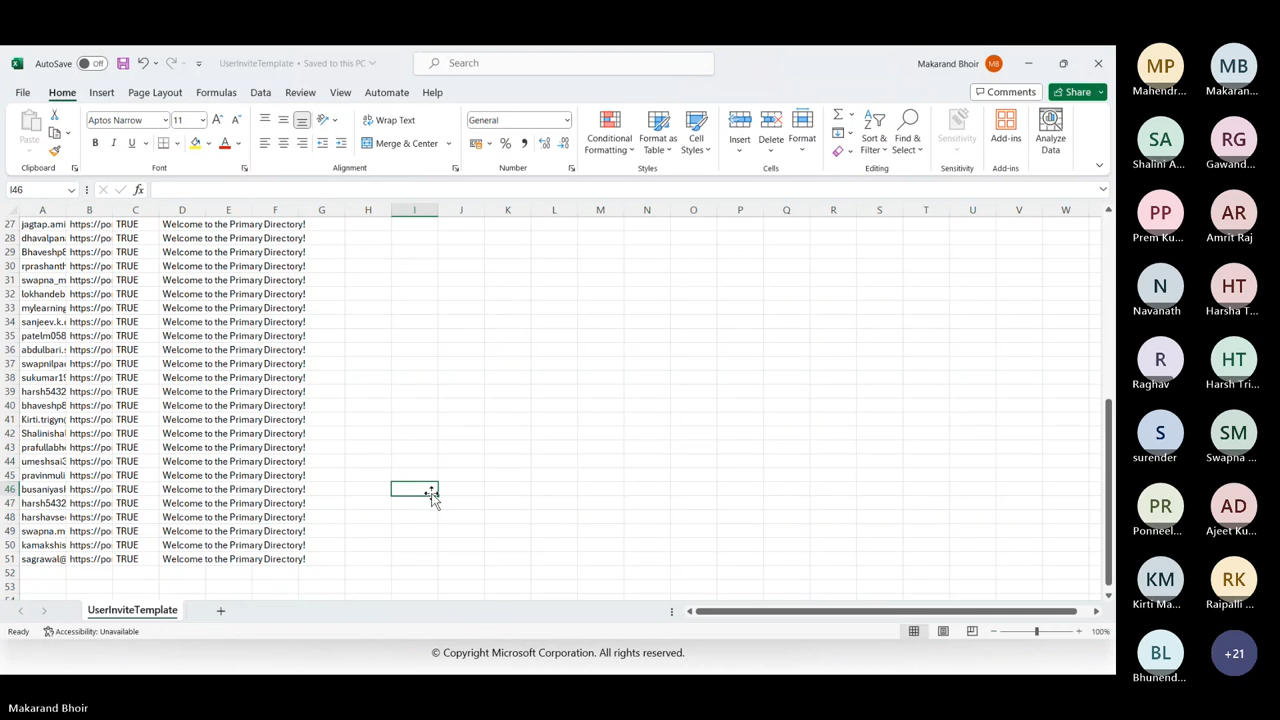 AutoSave Off UserInviteTemplate • Saved to this PC Search Makarand Bhoir MB
File Home Insert Page Layout Formulas Data Review View Automate Help Comments Share
Paste Aptos Narrow 11 Wrap Text General Conditional Formatting Format as Table Cell Styles Insert Delete Format Sort & Filter Find & Select Sensitivity Add-ins Analyze Data
B I U Merge & Center
Clipboard Font Alignment Number Styles Cells Editing Sensitivity Add-ins
I46 fx
A B C D E F G H I J K L M N O P Q R S T U V W
27 jagtap.ami https://po TRUE Welcome to the Primary Directory!
28 dhavalpan https://po TRUE Welcome to the Primary Directory!
29 Bhaveshp8 https://po TRUE Welcome to the Primary Directory!
30 rprashanth https://po TRUE Welcome to the Primary Directory!
31 swapna_m https://po TRUE Welcome to the Primary Directory!
32 lokhandeb https://po TRUE Welcome to the Primary Directory!
33 mylearning https://po TRUE Welcome to the Primary Directory!
34 sanjeev.k. https://po TRUE Welcome to the Primary Directory!
35 patelm058 https://po TRUE Welcome to the Primary Directory!
36 abdulbari. https://po TRUE Welcome to the Primary Directory!
37 swapnilpa https://po TRUE Welcome to the Primary Directory!
38 sukumar19 https://po TRUE Welcome to the Primary Directory!
39 harsh5432 https://po TRUE Welcome to the Primary Directory!
40 bhaveshp8 https://po TRUE Welcome to the Primary Directory!
41 Kirti.trigyn@ https://po TRUE Welcome to the Primary Directory!
42 Shalinishal https://po TRUE Welcome to the Primary Directory!
43 prafullabh https://po TRUE Welcome to the Primary Directory!
44 umeshsai3 https://po TRUE Welcome to the Primary Directory!
45 pravinmuli https://po TRUE Welcome to the Primary Directory!
46 busaniyash https://po TRUE Welcome to the Primary Directory!
47 harsh5432 https://po TRUE Welcome to the Primary Directory!
48 harshavse https://po TRUE Welcome to the Primary Directory!
49 swapna.m https://po TRUE Welcome to the Primary Directory!
50 kamakshis https://po TRUE Welcome to the Primary Directory!
51 sagrawal@ https://po TRUE Welcome to the Primary Directory!
52
53
UserInviteTemplate
Ready Accessibility: Unavailable 100%
© Copyright Microsoft Corporation. All rights reserved.
Makarand Bhoir
MP MB
Mahendr... Makaran...
SA RG
Shalini A... Gawand...
PP AR
Prem Ku... Amrit Raj
N HT
Navanath Harsha T...
R HT
Raghav Harsh Tri...
S SM
surender Swapna ...
PR AD
Ponneel... Ajeet Ku...
KM RK
Kirti Ma... Raipalli ...
BL +21
Bhunend...